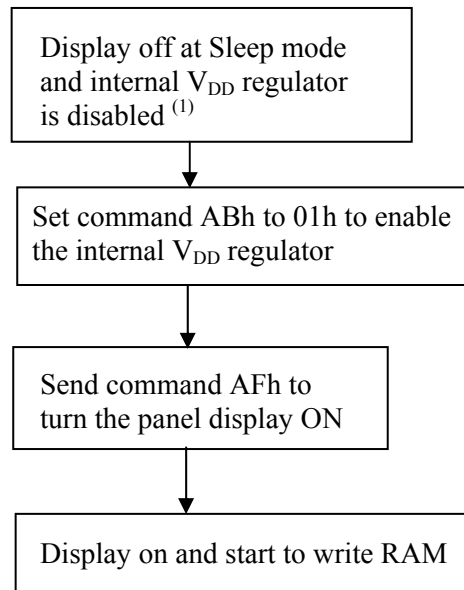 Display off at Sleep mode
and internal VDD regulator
is disabled (1)
Set command ABh to 01h to enable
the internal VDD regulator
Send command AFh to
turn the panel display ON
Display on and start to write RAM